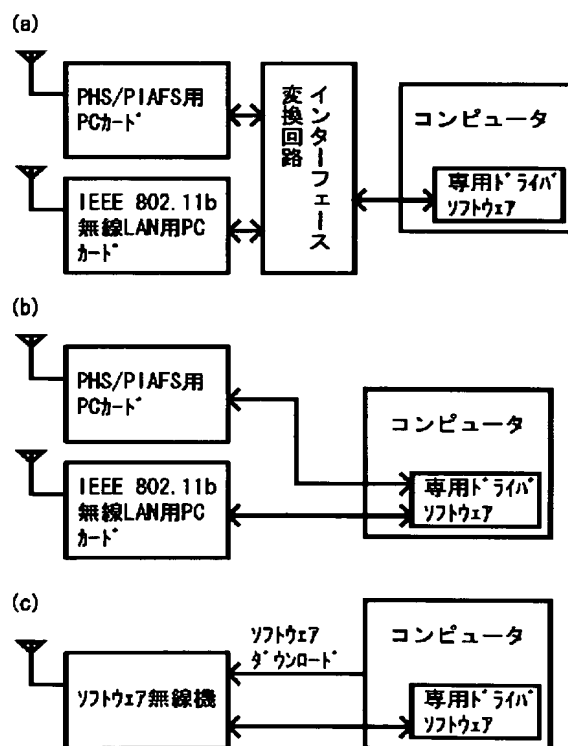 (a)
PHS/PIAFS用
PCｶｰﾄﾞ
IEEE 802.11b
無線LAN用PC
ｶｰﾄﾞ
インターフェース
変換回路
コンピュータ
専用ﾄﾞﾗｲﾊﾞ
ｿﾌﾄｳｪｱ
(b)
PHS/PIAFS用
PCｶｰﾄﾞ
IEEE 802.11b
無線LAN用PC
ｶｰﾄﾞ
コンピュータ
専用ﾄﾞﾗｲﾊﾞ
ｿﾌﾄｳｪｱ
(c)
ｿﾌﾄｳｪｱ無線機
ｿﾌﾄｳｪｱ
ﾀﾞｳﾝﾛｰﾄﾞ
コンピュータ
専用ﾄﾞﾗｲﾊﾞ
ｿﾌﾄｳｪｱ